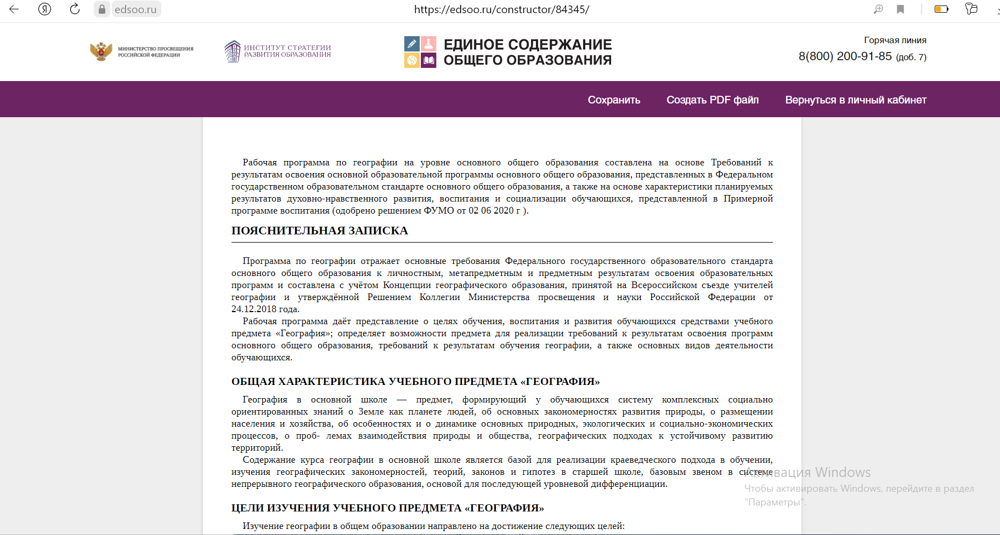 edsoo.ru
https://edsoo.ru/constructor/84345/
МИНИСТЕРСТВО ПРОСВЕЩЕНИЯ
РОССИЙСКОЙ ФЕДЕРАЦИИ
ИНСТИТУТ СТРАТЕГИИ
РАЗВИТИЯ ОБРАЗОВАНИЯ
ЕДИНОЕ СОДЕРЖАНИЕ
ОБЩЕГО ОБРАЗОВАНИЯ
Горячая линия
8(800) 200-91-85 (доб. 7)
Сохранить Создать PDF файл Вернуться в личный кабинет
Рабочая программа по географии на уровне основного общего образования составлена на основе Требований к
результатам освоения основной образовательной программы основного общего образования, представленных в Федеральном
государственном образовательном стандарте основного общего образования, а также на основе характеристики планируемых
результатов духовно-нравственного развития, воспитания и социализации обучающихся, представленной в Примерной
программе воспитания (одобрено решением ФУМО от 02 06 2020 г ).
ПОЯСНИТЕЛЬНАЯ ЗАПИСКА
Программа по географии отражает основные требования Федерального государственного образовательного стандарта
основного общего образования к личностным, метапредметным и предметным результатам освоения образовательных
программ и составлена с учётом Концепции географического образования, принятой на Всероссийском съезде учителей
географии и утверждённой Решением Коллегии Министерства просвещения и науки Российской Федерации от
24.12.2018 года.
Рабочая программа даёт представление о целях обучения, воспитания и развития обучающихся средствами учебного
предмета «География»; определяет возможности предмета для реализации требований к результатам освоения программ
основного общего образования, требований к результатам обучения географии, а также основных видов деятельности
обучающихся.
ОБЩАЯ ХАРАКТЕРИСТИКА УЧЕБНОГО ПРЕДМЕТА «ГЕОГРАФИЯ»
География в основной школе — предмет, формирующий у обучающихся систему комплексных социально
ориентированных знаний о Земле как планете людей, об основных закономерностях развития природы, о размещении
населения и хозяйства, об особенностях и о динамике основных природных, экологических и социально-экономических
процессов, о проб- лемах взаимодействия природы и общества, географических подходах к устойчивому развитию
территорий.
Содержание курса географии в основной школе является базой для реализации краеведческого подхода в обучении,
изучения географических закономерностей, теорий, законов и гипотез в старшей школе, базовым звеном в системе
непрерывного географического образования, основой для последующей уровневой дифференциации.
Активация Windows
Чтобы активировать Windows, перейдите в раздел
"Параметры".
ЦЕЛИ ИЗУЧЕНИЯ УЧЕБНОГО ПРЕДМЕТА «ГЕОГРАФИЯ»
Изучение географии в общем образовании направлено на достижение следующих целей: